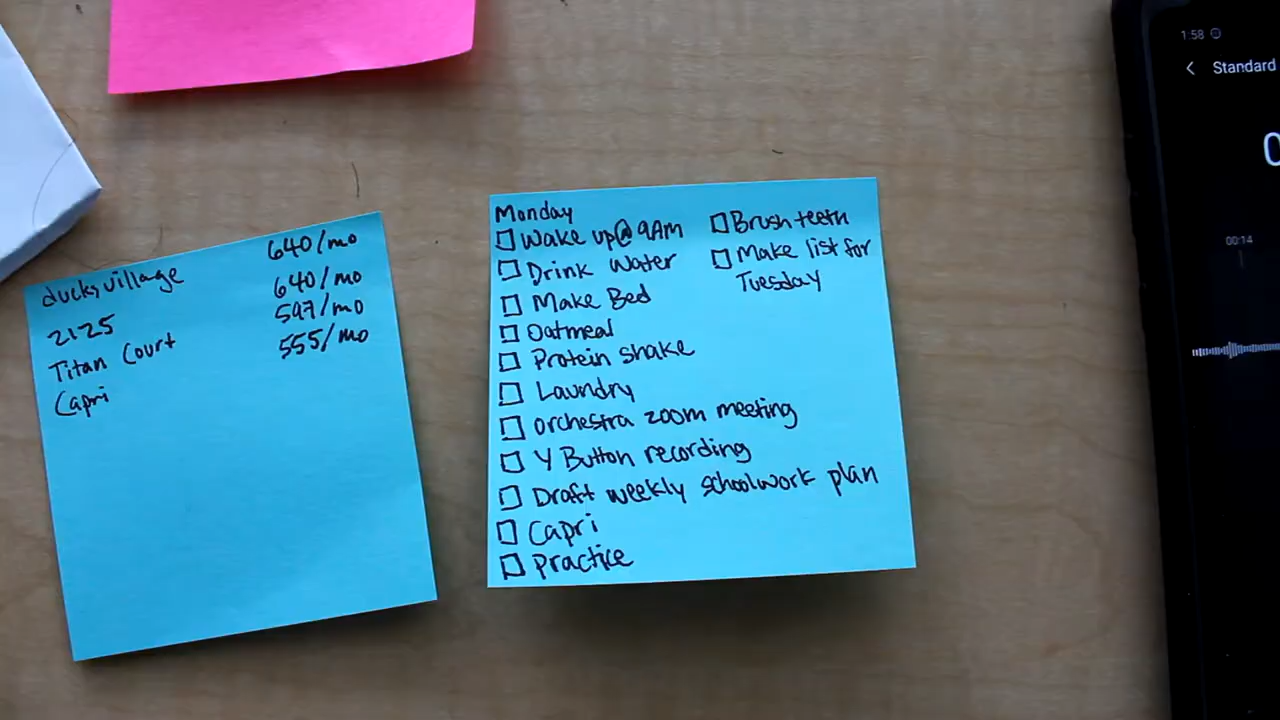 ducks village 640/mo
2125 640/mo
Titan Court 597/mo
Capri 555/mo
Monday
Wake up@ 9AM
Drink Water
Make Bed
Oatmeal
Protein shake
Laundry
orchestra zoom meeting
Y Button recording
Draft weekly schoolwork plan
Capri
Practice
Brush teeth
Make list for
Tuesday
1:58
Standard
00:14